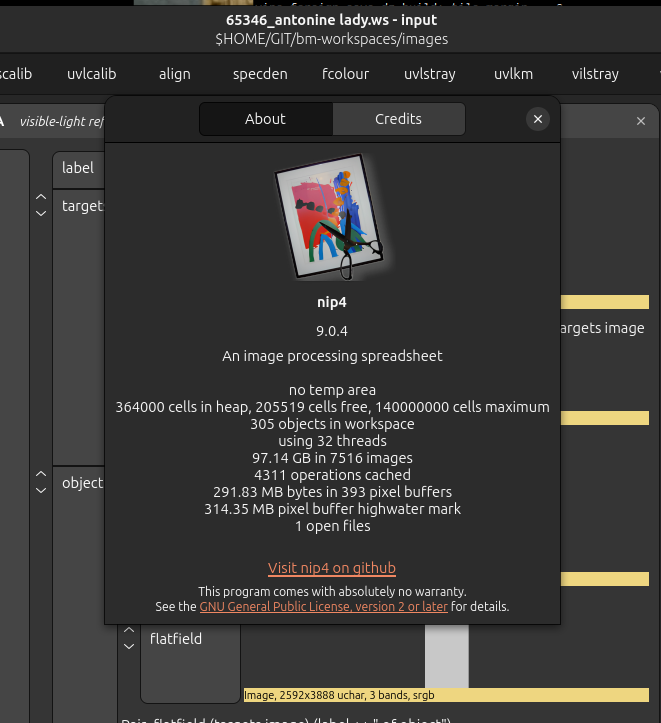 65346_antonine lady.ws - input
$HOME/GIT/bm-workspaces/images
scalib uvlcalib align specden fcolour uvlstray uvlkm vilstray
A visible-light ref
About Credits
label
targets
nip4
9.0.4
An image processing spreadsheet
argets image
no temp area
364000 cells in heap, 205519 cells free, 140000000 cells maximum
305 objects in workspace
using 32 threads
97.14 GB in 7516 images
4311 operations cached
object
291.83 MB bytes in 393 pixel buffers
314.35 MB pixel buffer highwater mark
1 open files
Visit nip4 on github
This program comes with absolutely no warranty.
See the GNU General Public License, version 2 or later for details.
flatfield
Image, 2592x3888 uchar, 3 bands, srgb